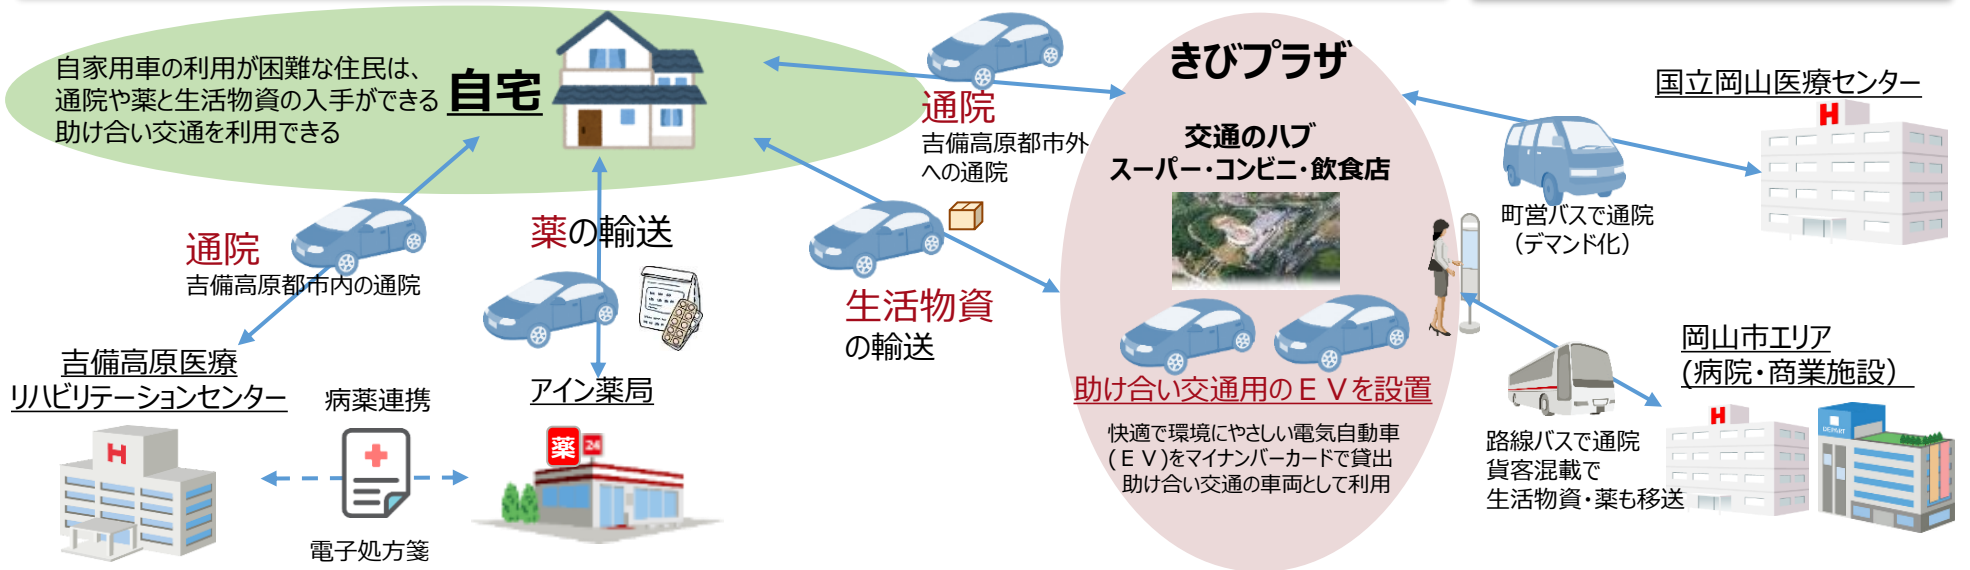 自家用車の利用が困難な住民は、
通院や薬と生活物資の入手ができる
助け合い交通を利用できる
自宅
通院
吉備高原都市外
への通院
きびプラザ
交通のハブ
スーパー・コンビニ・飲食店
国立岡山医療センター
H
町営バスで通院
（デマンド化）
通院
吉備高原都市内の通院
薬の輸送
生活物資
の輸送
吉備高原医療
リハビリテーションセンター
H
病薬連携
電子処方箋
アイン薬局
薬
24
助け合い交通用のＥＶを設置
快適で環境にやさしい電気自動車
(ＥＶ)をマイナンバーカードで貸出
助け合い交通の車両として利用
岡山市エリア
(病院・商業施設）
路線バスで通院
貨客混載で
生活物資・薬も移送
H
DEPART